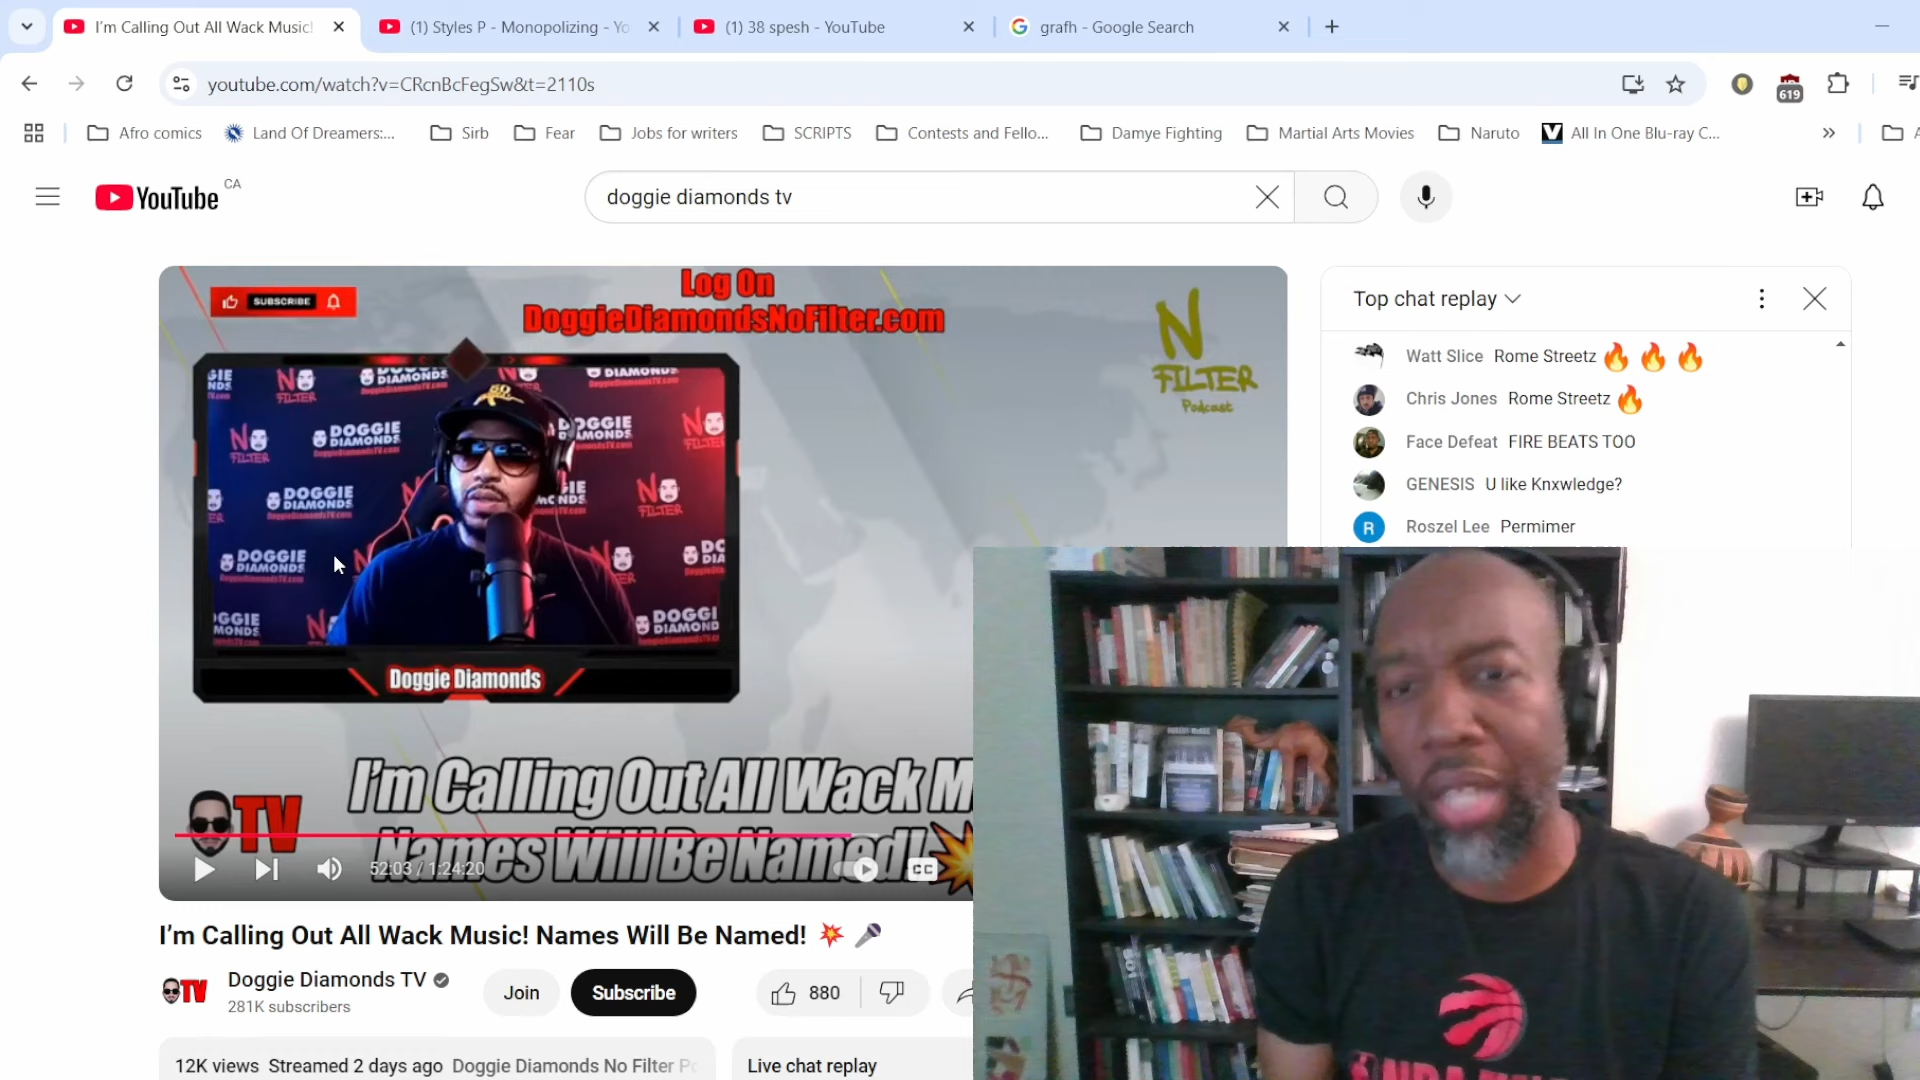 I'm Calling Out All Wack Music!
(1) Styles P - Monopolizing - Yo
(1) 38 spesh - YouTube
grafh - Google Search
youtube.com/watch?v=CRcnBcFegSw&t=2110s
619
Afro comics
Land Of Dreamers:...
Sirb
Fear
Jobs for writers
SCRIPTS
Contests and Fello...
Damye Fighting
Martial Arts Movies
Naruto
All In One Blu-ray C...
YouTube CA
doggie diamonds tv
Log On
DoggieDiamondsNoFilter.com
SUBSCRIBE
N
FILTER
Podcast
DOGGIE
DIAMONDS
Doggie Diamonds
I'm Calling Out All Wack M
Names Will Be Named!
TV
52:03 / 1:24:20
CC
Top chat replay
Watt Slice Rome Streetz 🔥 🔥 🔥
Chris Jones Rome Streetz 🔥
Face Defeat FIRE BEATS TOO
GENESIS U like Knxwledge?
R Roszel Lee Permimer
I'm Calling Out All Wack Music! Names Will Be Named! 💥 🎤
TV
Doggie Diamonds TV
281K subscribers
Join
Subscribe
880
12K views Streamed 2 days ago Doggie Diamonds No Filter Po
Live chat replay